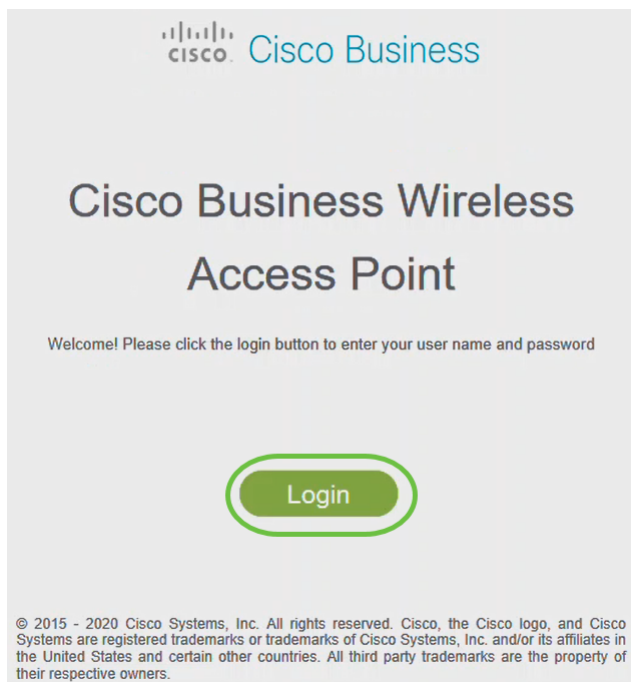 CISCO. Cisco Business
Cisco Business Wireless
Access Point
Welcome! Please click the login button to enter your user name and password
Login
© 2015 - 2020 Cisco Systems, Inc. All rights reserved. Cisco, the Cisco logo, and Cisco
Systems are registered trademarks or trademarks of Cisco Systems, Inc. and/or its affiliates in
the United States and certain other countries. All third party trademarks are the property of
their respective owners.